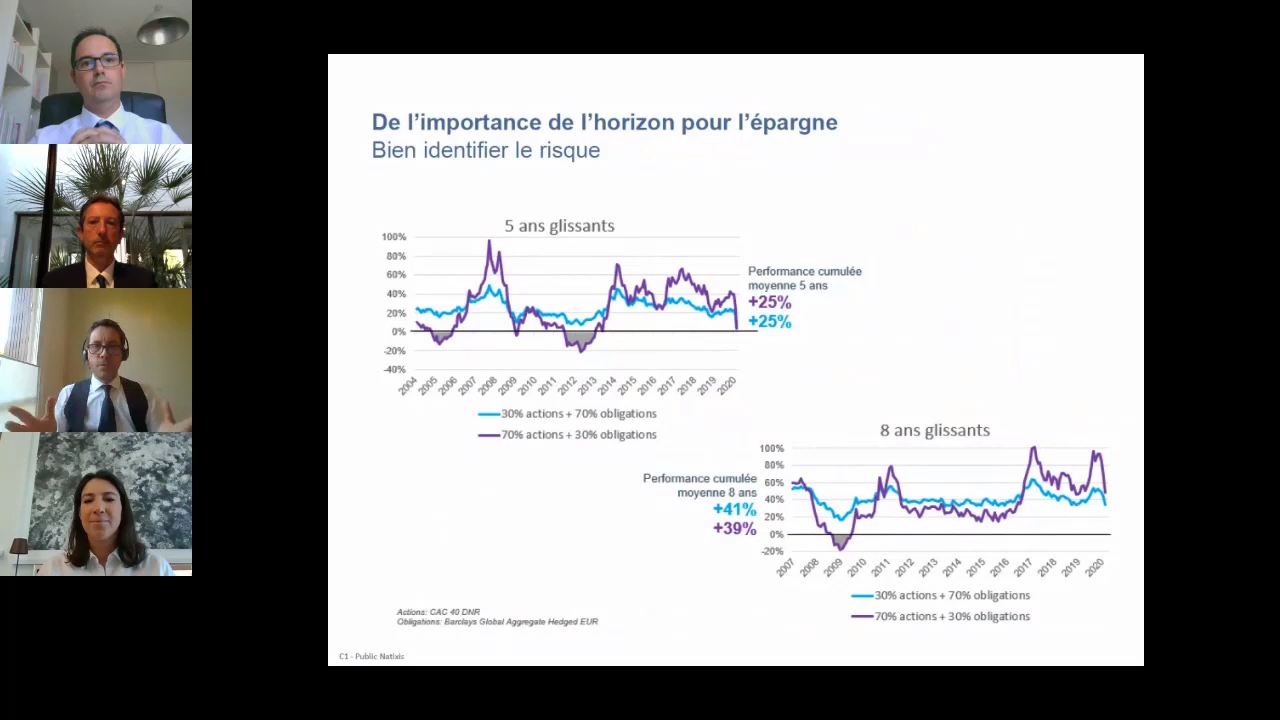 De l'importance de l'horizon pour l'épargne
Bien identifier le risque
5 ans glissants
100%
80%
60%
40%
20%
0%
-20%
-40%
2004 2005 2006 2007 2008 2009 2010 2011 2012 2013 2014 2015 2016 2017 2018 2019 2020
30% actions + 70% obligations
70% actions + 30% obligations
Performance cumulée
moyenne 5 ans
+25%
+25%
Performance cumulée
moyenne 8 ans
+41%
+39%
8 ans glissants
100%
80%
60%
40%
20%
0%
-20%
2007 2008 2009 2010 2011 2012 2013 2014 2015 2016 2017 2018 2019 2020
30% actions + 70% obligations
70% actions + 30% obligations
Actions: CAC 40 DNR
Obligations: Barclays Global Aggregate Hedged EUR
C1 - Public Natixis